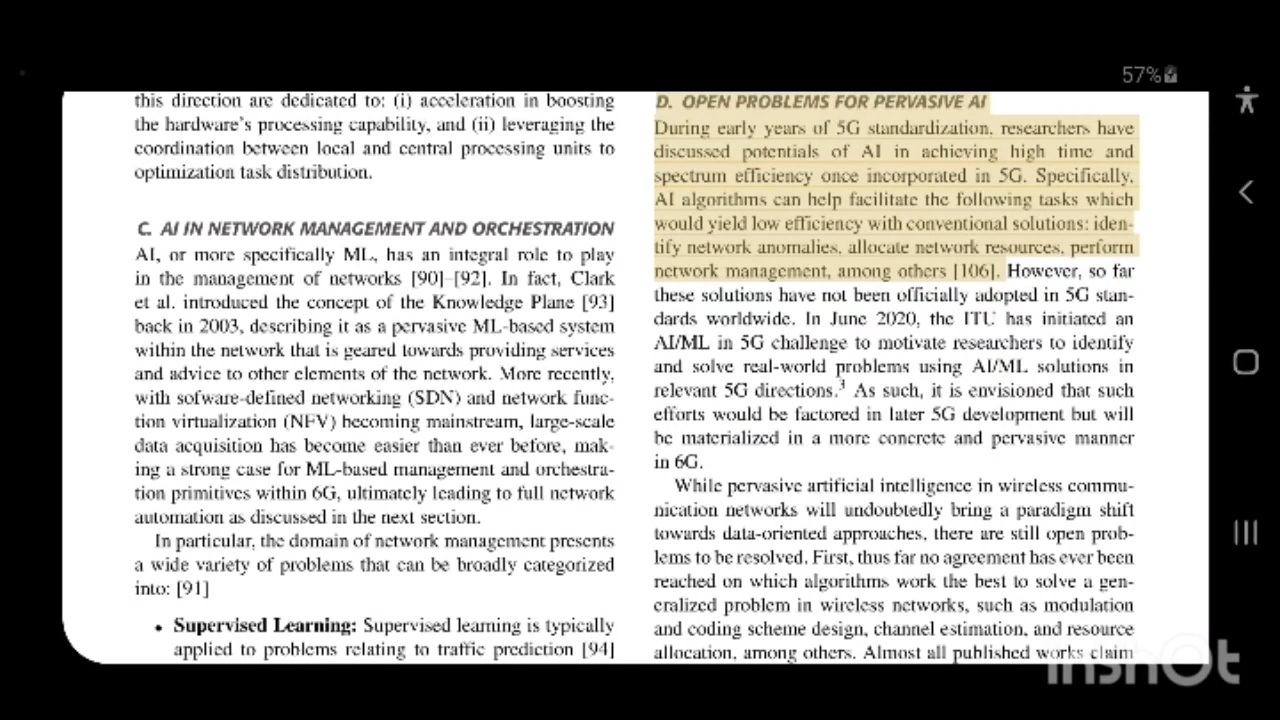 57%
this direction are dedicated to: (i) acceleration in boosting
the hardware's processing capability, and (ii) leveraging the
coordination between local and central processing units to
optimization task distribution.
C. AI IN NETWORK MANAGEMENT AND ORCHESTRATION
AI, or more specifically ML, has an integral role to play
in the management of networks [90]–[92]. In fact, Clark
et al. introduced the concept of the Knowledge Plane [93]
back in 2003, describing it as a pervasive ML-based system
within the network that is geared towards providing services
and advice to other elements of the network. More recently,
with sofware-defined networking (SDN) and network func-
tion virtualization (NFV) becoming mainstream, large-scale
data acquisition has become easier than ever before, mak-
ing a strong case for ML-based management and orchestra-
tion primitives within 6G, ultimately leading to full network
automation as discussed in the next section.
In particular, the domain of network management presents
a wide variety of problems that can be broadly categorized
into: [91]
• Supervised Learning: Supervised learning is typically
applied to problems relating to traffic prediction [94]
D. OPEN PROBLEMS FOR PERVASIVE AI
During early years of 5G standardization, researchers have
discussed potentials of AI in achieving high time and
spectrum efficiency once incorporated in 5G. Specifically,
AI algorithms can help facilitate the following tasks which
would yield low efficiency with conventional solutions: iden-
tify network anomalies, allocate network resources, perform
network management, among others [106]. However, so far
these solutions have not been officially adopted in 5G stan-
dards worldwide. In June 2020, the ITU has initiated an
AI/ML in 5G challenge to motivate researchers to identify
and solve real-world problems using AI/ML solutions in
relevant 5G directions.3 As such, it is envisioned that such
efforts would be factored in later 5G development but will
be materialized in a more concrete and pervasive manner
in 6G.
While pervasive artificial intelligence in wireless commu-
nication networks will undoubtedly bring a paradigm shift
towards data-oriented approaches, there are still open prob-
lems to be resolved. First, thus far no agreement has ever been
reached on which algorithms work the best to solve a gen-
eralized problem in wireless networks, such as modulation
and coding scheme design, channel estimation, and resource
allocation, among others. Almost all published works claim
InShOt